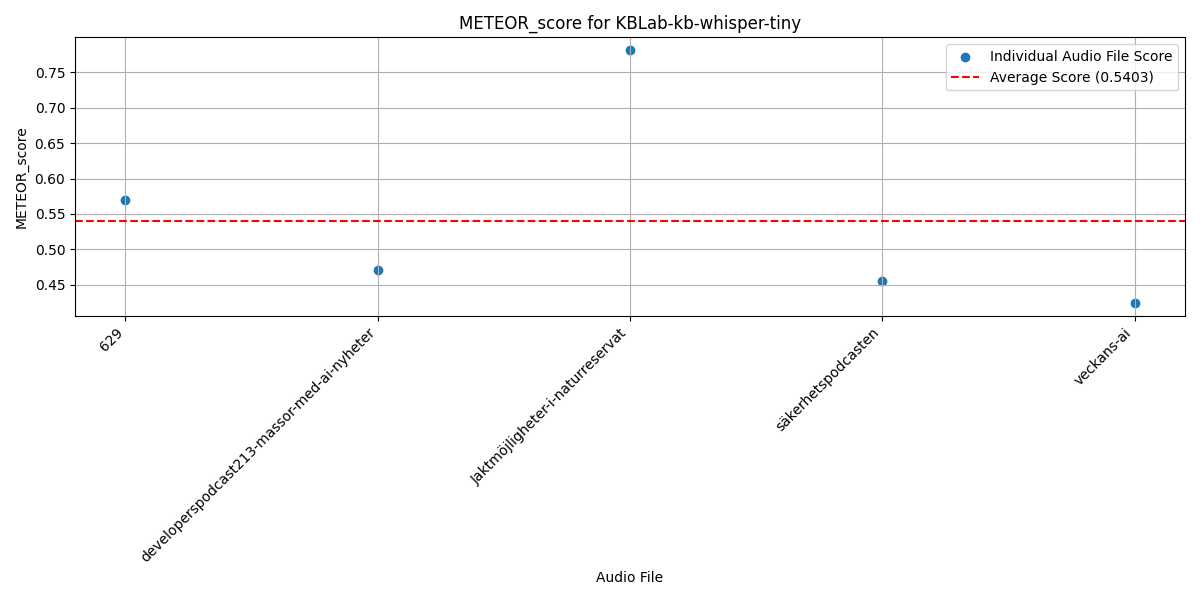 METEOR_score for KBLab-kb-whisper-tiny
Individual Audio File Score
Average Score (0.5403)
METEOR_score
0.75
0.70
0.65
0.60
0.55
0.50
0.45
629
developerspodcast213-massor-med-ai-nyheter
Jaktmöjligheter-i-naturreservat
säkerhetspodcasten
veckans-ai
Audio File